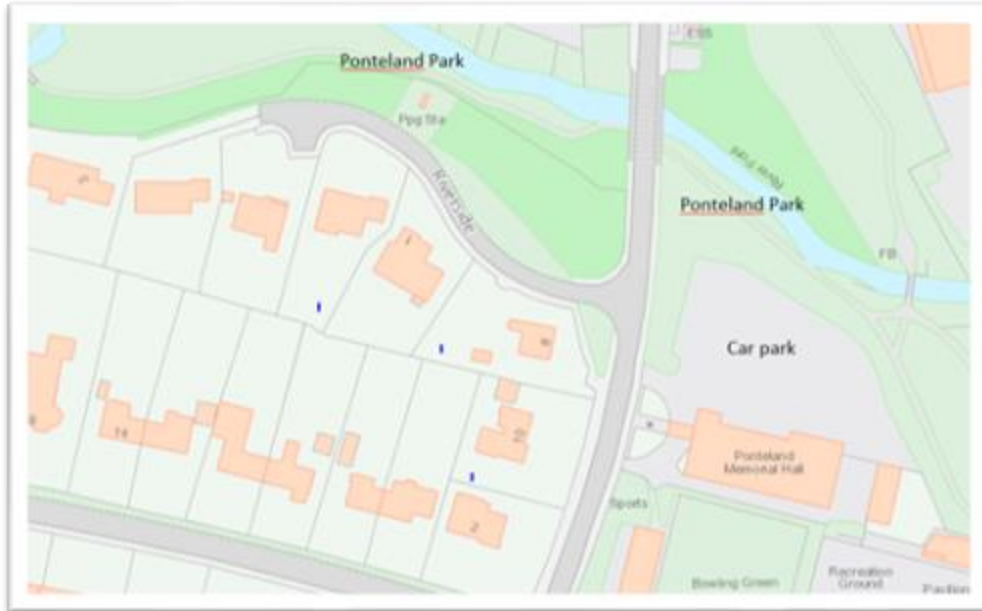 ESS
Ponteland Park
Ppg Sta
Riverside
River Pont
Ponteland Park
FB
Car park
14
2
Ponteland
Memorial Hall
Sports
Bowling Green
Recreation
Ground
Pavilion